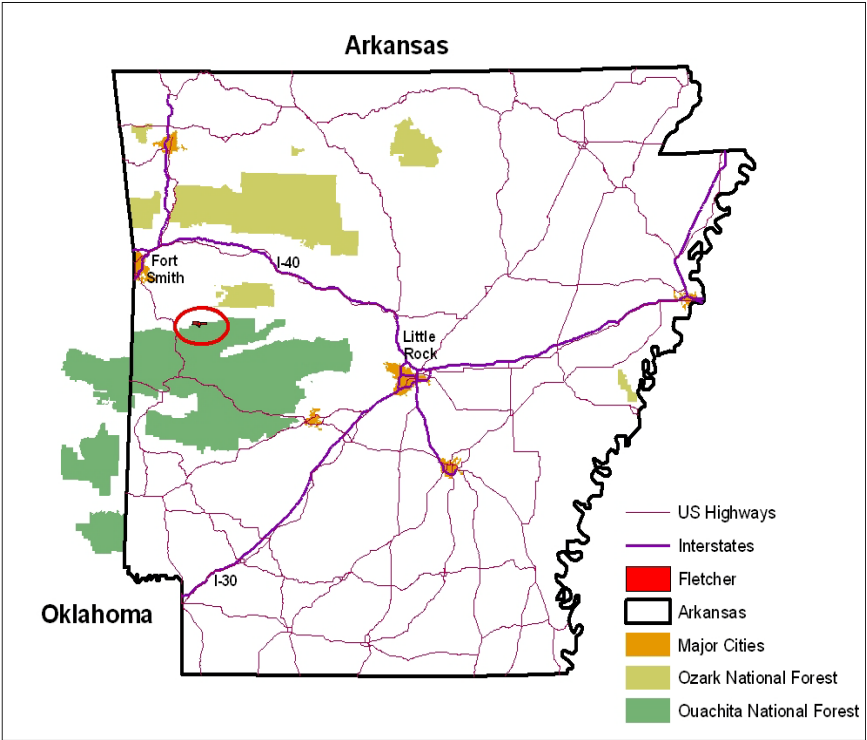 Arkansas
Fort
Smith
I-40
Little
Rock
I-30
Oklahoma
US Highways
Interstates
Fletcher
Arkansas
Major Cities
Ozark National Forest
Ouachita National Forest